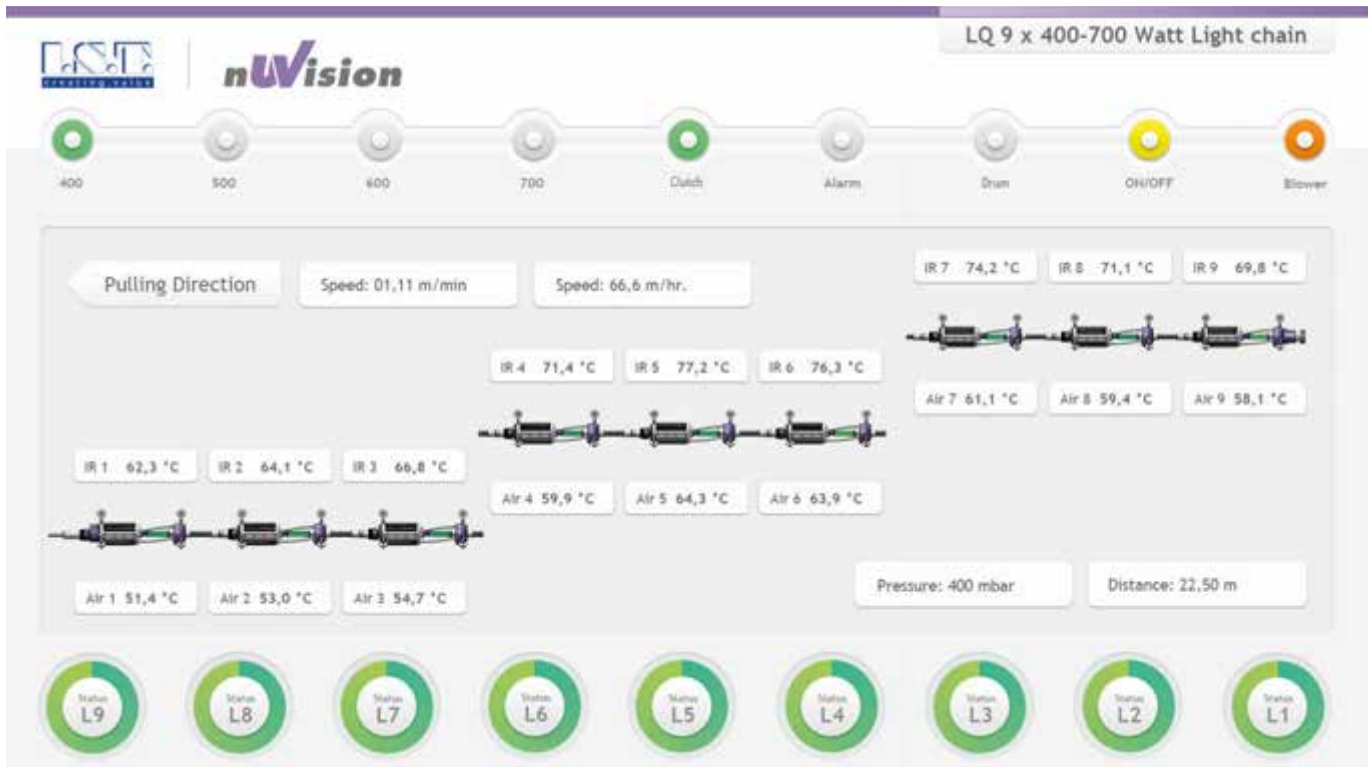 I.S.T.
creating.value
nUVision
LQ 9 x 400-700 Watt Light chain
400
500
600
700
Clutch
Alarm
Drum
ON/OFF
Blower
Pulling Direction
Speed: 01,11 m/min
Speed: 66,6 m/hr.
IR 7 74,2 °C
IR 8 71,1 °C
IR 9 69,8 °C
IR 4 71,4 °C
IR 5 77,2 °C
IR 6 76,3 °C
Air 7 61,1 °C
Air 8 59,4 °C
Air 9 58,1 °C
IR 1 62,3 °C
IR 2 64,1 °C
IR 3 66,8 °C
Air 4 59,9 °C
Air 5 64,3 °C
Air 6 63,9 °C
Air 1 51,4 °C
Air 2 53,0 °C
Air 3 54,7 °C
Pressure: 400 mbar
Distance: 22,50 m
Status
L9
Status
L8
Status
L7
Status
L6
Status
L5
Status
L4
Status
L3
Status
L2
Status
L1